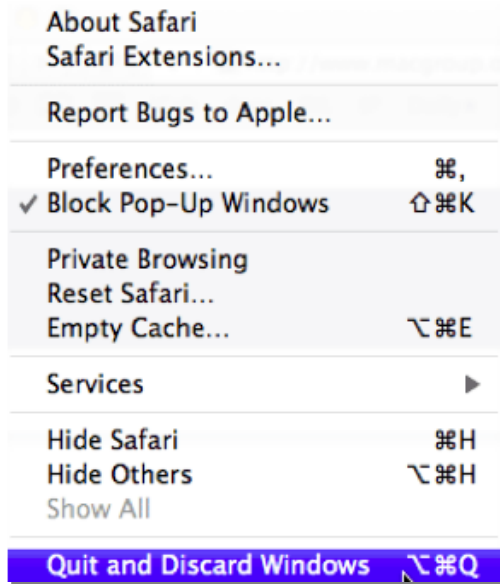 About Safari
Safari Extensions...
Report Bugs to Apple...
Preferences... ⌘,
✓ Block Pop-Up Windows ⇧⌘K
Private Browsing
Reset Safari...
Empty Cache... ⌥⌘E
Services ▶
Hide Safari ⌘H
Hide Others ⌥⌘H
Show All
Quit and Discard Windows ⌥⌘Q